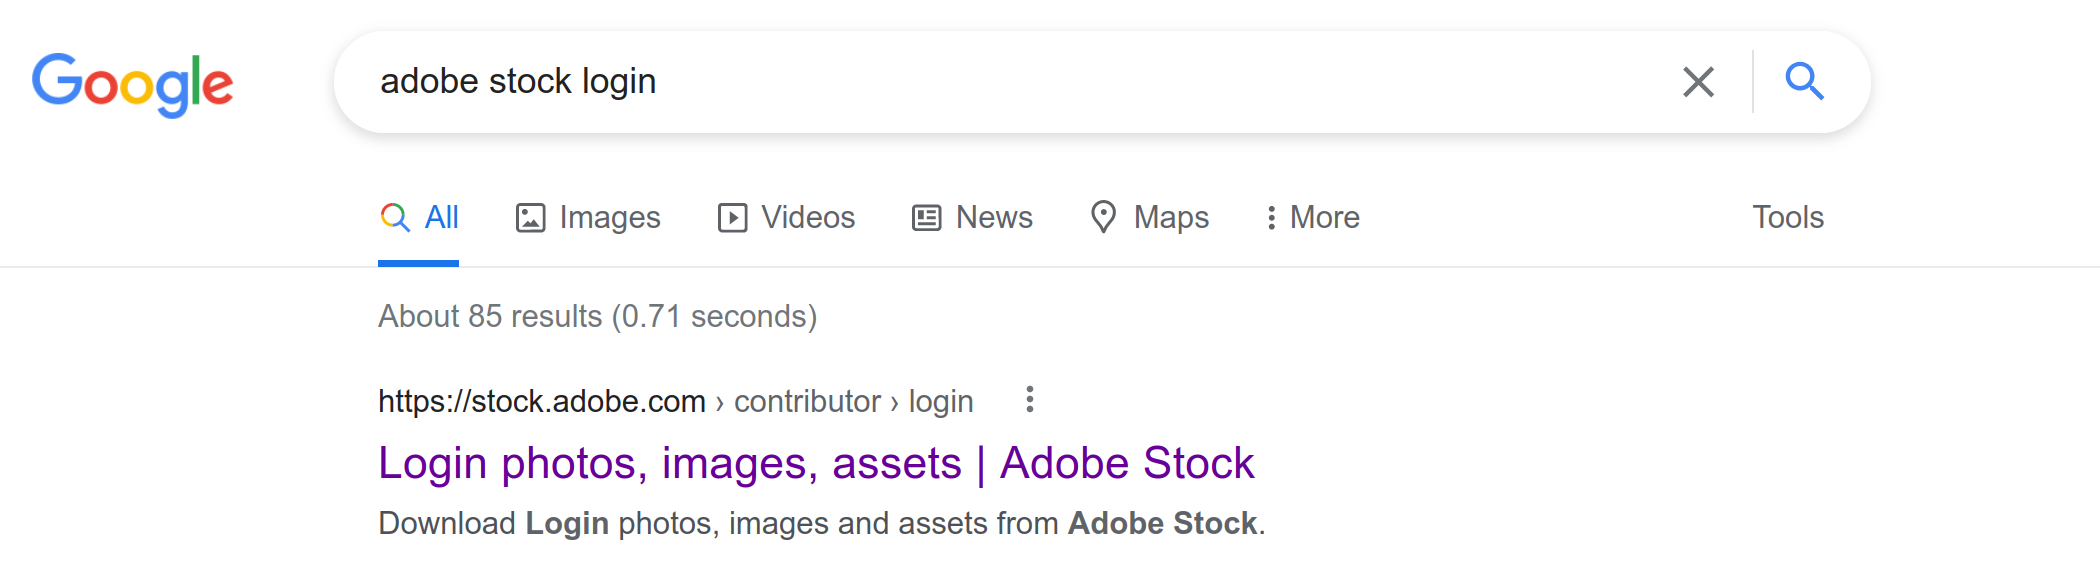 Google
adobe stock login
All Images Videos News Maps More Tools
About 85 results (0.71 seconds)
https://stock.adobe.com › contributor › login
Login photos, images, assets | Adobe Stock
Download Login photos, images and assets from Adobe Stock.